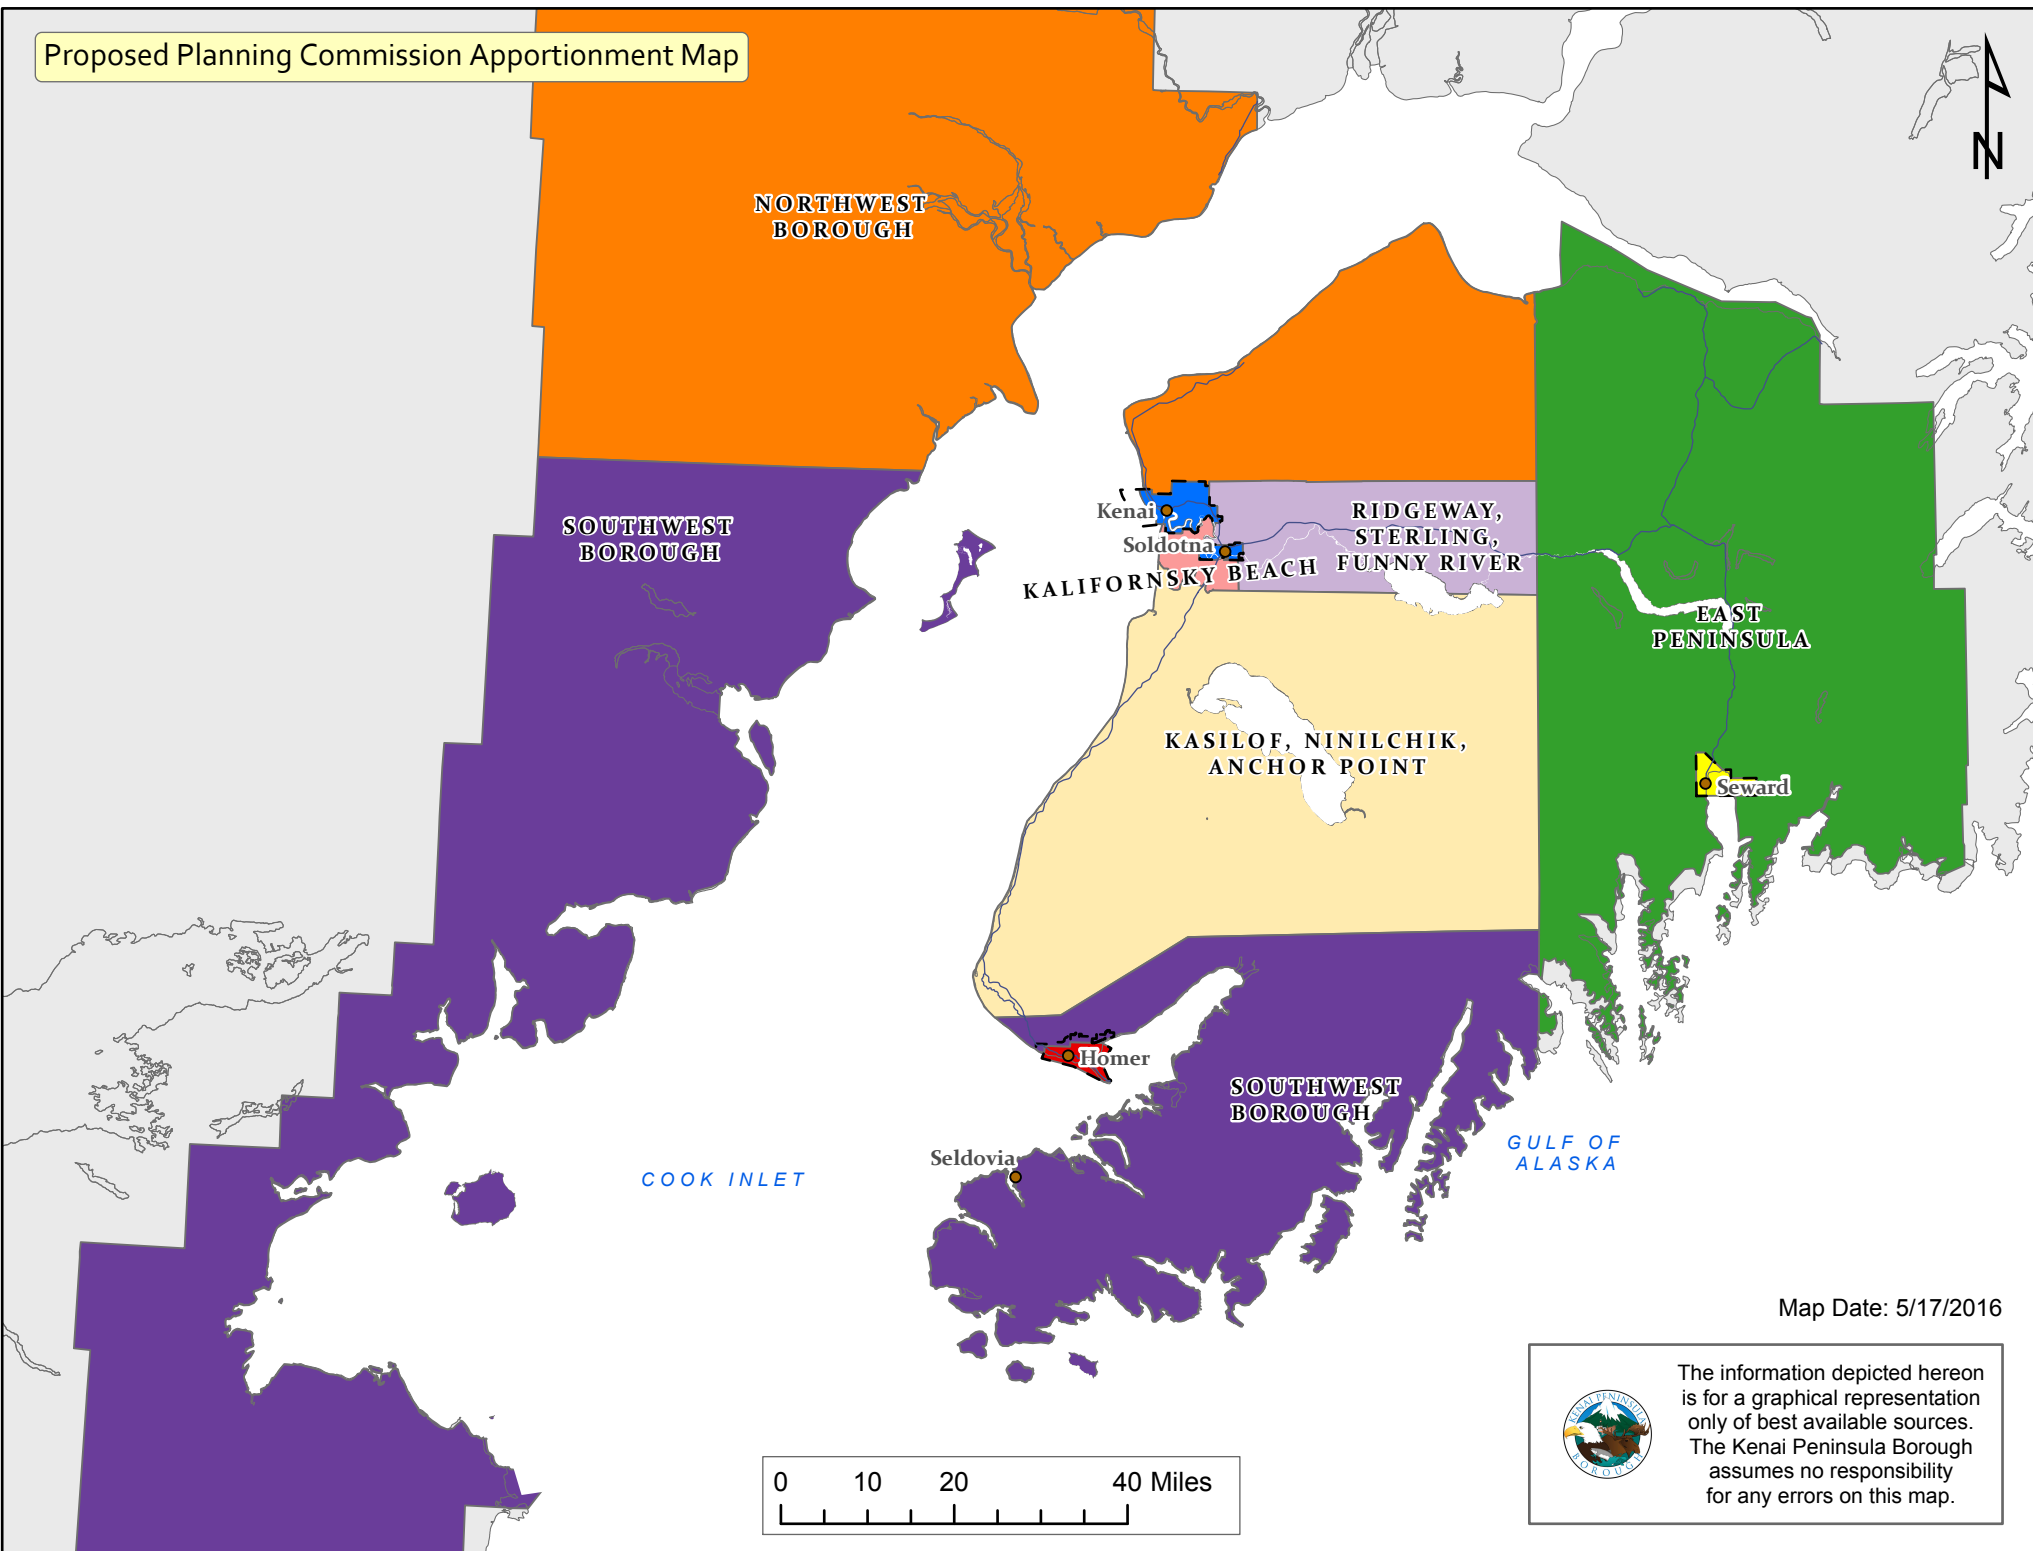 Proposed Planning Commission Apportionment Map
N
NORTHWEST
BOROUGH
SOUTHWEST
BOROUGH
Kenai
Soldotna
KALIFORNSKY BEACH
RIDGEWAY,
STERLING,
FUNNY RIVER
EAST
PENINSULA
KASILOF, NINILCHIK,
ANCHOR POINT
Seward
Homer
SOUTHWEST
BOROUGH
Seldovia
COOK INLET
GULF OF
ALASKA
Map Date: 5/17/2016
KENAI PENINSULA
BOROUGH
The information depicted hereon
is for a graphical representation
only of best available sources.
The Kenai Peninsula Borough
assumes no responsibility
for any errors on this map.
0 10 20 40 Miles